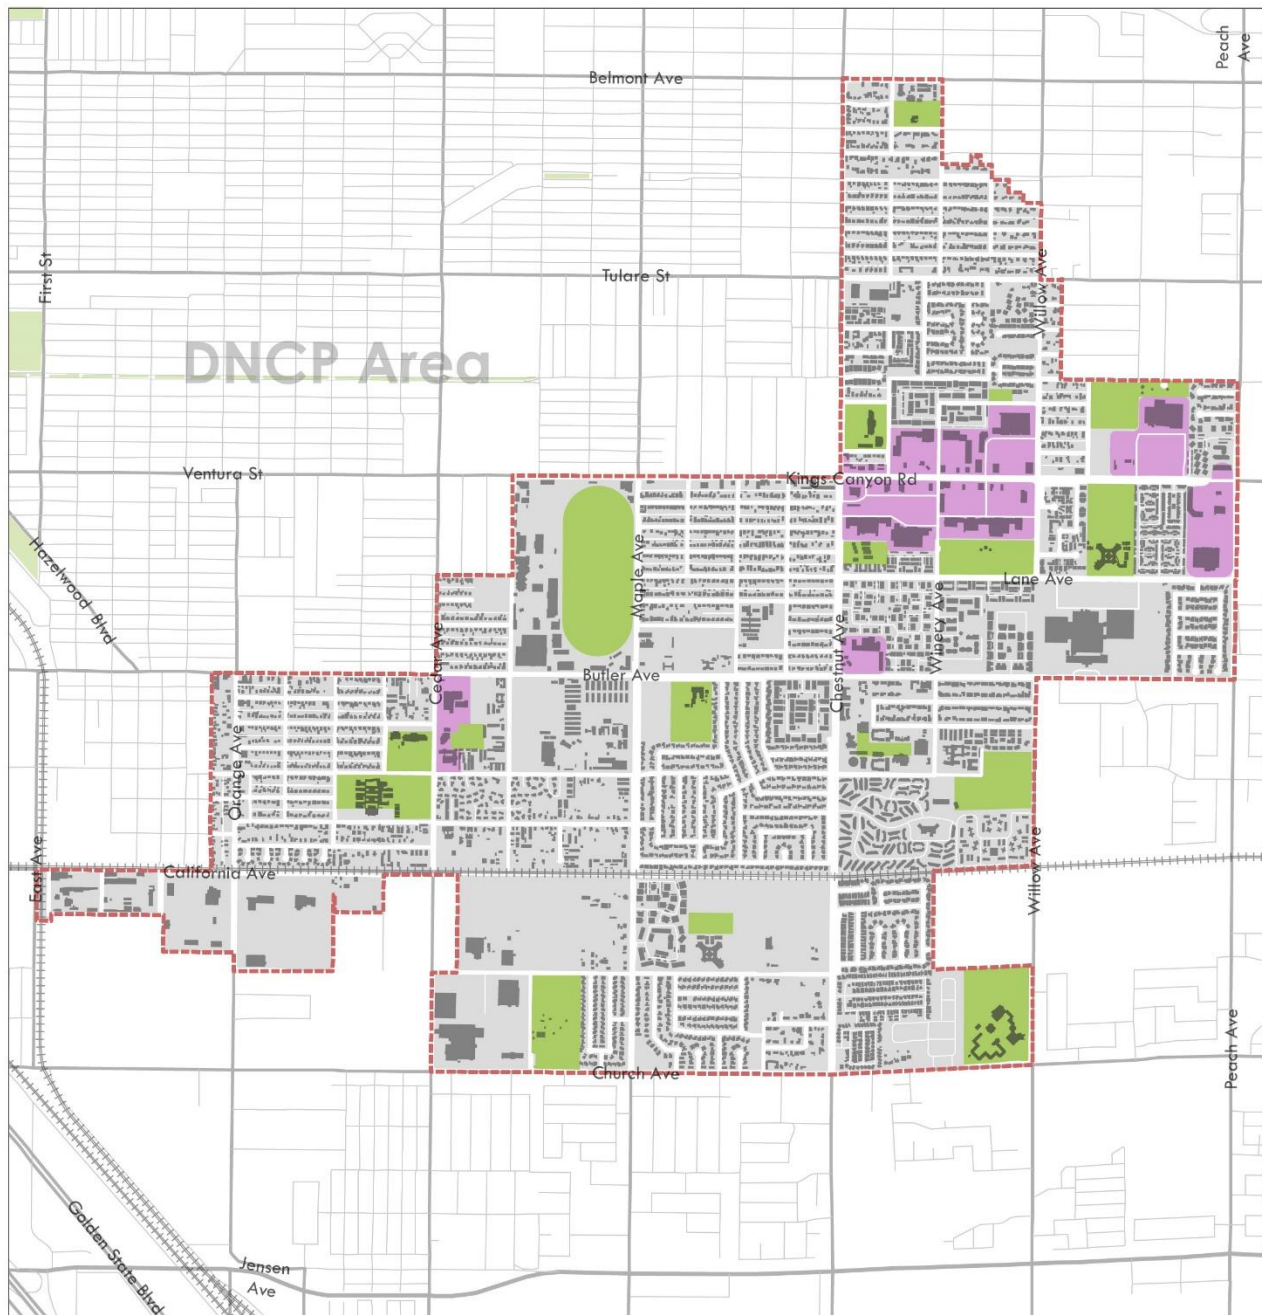 Peach
Ave
Belmont Ave
First St
Tulare St
Willow Ave
DNCP Area
Ventura St
Kings Canyon Rd
Hazelwood Blvd
Maple Ave
Lane Ave
Cedar Ave
Chestnut Ave
Winery Ave
Butler Ave
Orange Ave
East Ave
California Ave
Willow Ave
Church Ave
Peach Ave
Golden State Blvd
Jensen
Ave